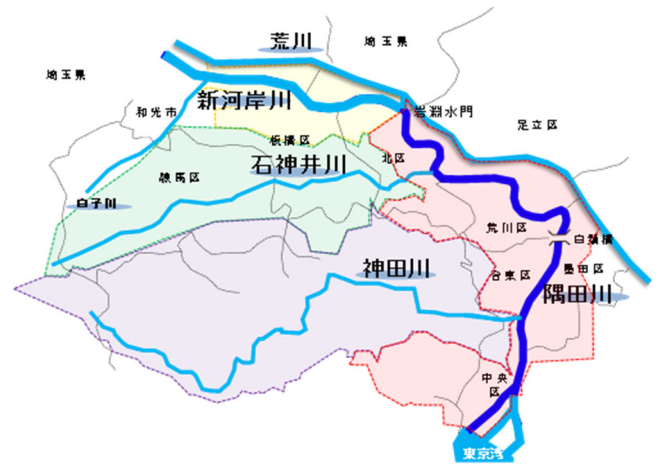 荒川
埼玉県
埼玉県
新河岸川
和光市
岩淵水門
足立区
板橋区
北区
石神井川
練馬区
白子川
荒川区
白鬚橋
神田川
台東区
墨田区
隅田川
中央
区
東京湾